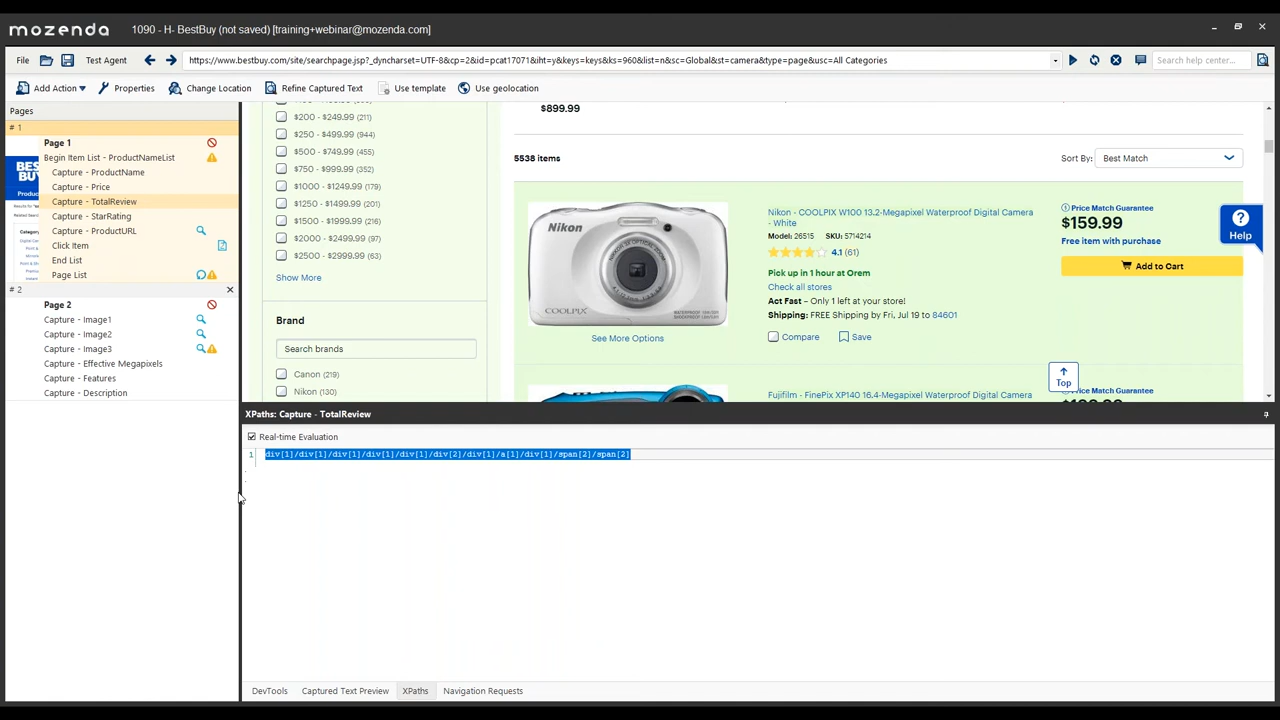 mozenda
1090 - H- BestBuy (not saved) [training+webinar@mozenda.com]
File
Test Agent
https://www.bestbuy.com/site/searchpage.jsp?_dyncharset=UTF-8&cp=2&id=pcat17071&iht=y&keys=keys&ks=960&list=n&sc=Global&st=camera&type=page&usc=All Categories
Search help center...
Add Action
Properties
Change Location
Refine Captured Text
Use template
Use geolocation
Pages
# 1
Page 1
Begin Item List - ProductNameList
Capture - ProductName
Capture - Price
Capture - TotalReview
Capture - StarRating
Capture - ProductURL
Click Item
End List
Page List
# 2
Page 2
Capture - Image1
Capture - Image2
Capture - Image3
Capture - Effective Megapixels
Capture - Features
Capture - Description
$200 - $249.99 (211)
$250 - $499.99 (944)
$500 - $749.99 (455)
$750 - $999.99 (352)
$1000 - $1249.99 (179)
$1250 - $1499.99 (201)
$1500 - $1999.99 (216)
$2000 - $2499.99 (97)
$2500 - $2999.99 (63)
Show More
Brand
Search brands
Canon (219)
Nikon (130)
$899.99
5538 items
Sort By:
Best Match
Nikon
COOLPIX
See More Options
Nikon - COOLPIX W100 13.2-Megapixel Waterproof Digital Camera
- White
Model: 26515 SKU: 5714214
4.1 (61)
Pick up in 1 hour at Orem
Check all stores
Act Fast – Only 1 left at your store!
Shipping: FREE Shipping by Fri, Jul 19 to 84601
Compare
Save
Price Match Guarantee
$159.99
Free item with purchase
Add to Cart
Help
Top
Fujifilm - FinePix XP140 16.4-Megapixel Waterproof Digital Camera
Price Match Guarantee
XPaths: Capture - TotalReview
Real-time Evaluation
1
div[1]/div[1]/div[1]/div[1]/div[1]/div[2]/div[1]/a[1]/div[1]/span[2]/span[2]
DevTools
Captured Text Preview
XPaths
Navigation Requests